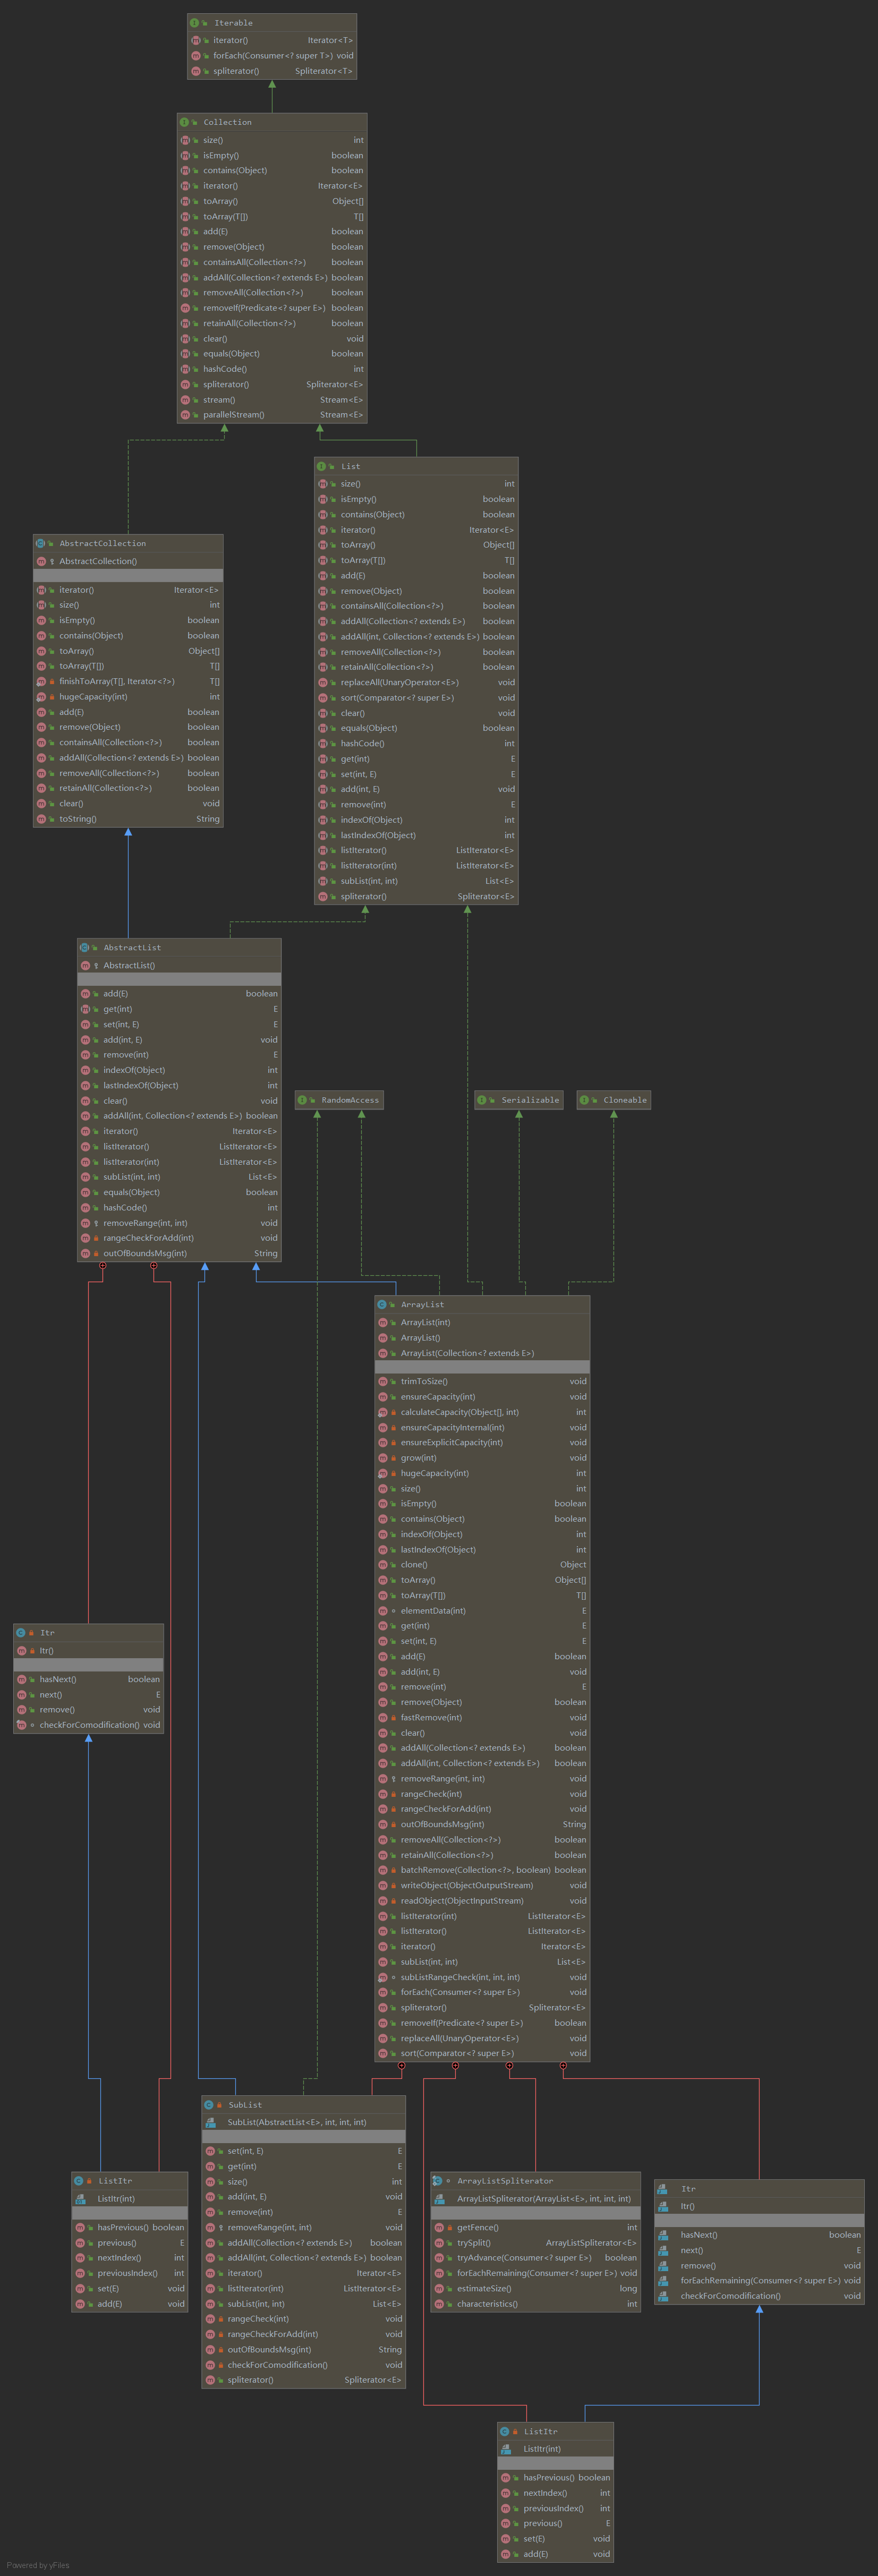 Iterable
iterator() Iterator<T>
forEach(Consumer<? super T>) void
spliterator() Spliterator<T>
Collection
size() int
isEmpty() boolean
contains(Object) boolean
iterator() Iterator<E>
toArray() Object[]
toArray(T[]) T[]
add(E) boolean
remove(Object) boolean
containsAll(Collection<?>) boolean
addAll(Collection<? extends E>) boolean
removeAll(Collection<?>) boolean
removeIf(Predicate<? super E>) boolean
retainAll(Collection<?>) boolean
clear() void
equals(Object) boolean
hashCode() int
spliterator() Spliterator<E>
stream() Stream<E>
parallelStream() Stream<E>
List
size() int
isEmpty() boolean
contains(Object) boolean
iterator() Iterator<E>
toArray() Object[]
toArray(T[]) T[]
add(E) boolean
remove(Object) boolean
containsAll(Collection<?>) boolean
addAll(Collection<? extends E>) boolean
addAll(int, Collection<? extends E>) boolean
removeAll(Collection<?>) boolean
retainAll(Collection<?>) boolean
replaceAll(UnaryOperator<E>) void
sort(Comparator<? super E>) void
clear() void
equals(Object) boolean
hashCode() int
get(int) E
set(int, E) E
add(int, E) void
remove(int) E
indexOf(Object) int
lastIndexOf(Object) int
listIterator() ListIterator<E>
listIterator(int) ListIterator<E>
subList(int, int) List<E>
spliterator() Spliterator<E>
AbstractCollection
AbstractCollection()
iterator() Iterator<E>
size() int
isEmpty() boolean
contains(Object) boolean
toArray() Object[]
toArray(T[]) T[]
finishToArray(T[], Iterator<?>) T[]
hugeCapacity(int) int
add(E) boolean
remove(Object) boolean
containsAll(Collection<?>) boolean
addAll(Collection<? extends E>) boolean
removeAll(Collection<?>) boolean
retainAll(Collection<?>) boolean
clear() void
toString() String
AbstractList
AbstractList()
add(E) boolean
get(int) E
set(int, E) E
add(int, E) void
remove(int) E
indexOf(Object) int
lastIndexOf(Object) int
clear() void
addAll(int, Collection<? extends E>) boolean
iterator() Iterator<E>
listIterator() ListIterator<E>
listIterator(int) ListIterator<E>
subList(int, int) List<E>
equals(Object) boolean
hashCode() int
removeRange(int, int) void
rangeCheckForAdd(int) void
outOfBoundsMsg(int) String
RandomAccess
Serializable
Cloneable
ArrayList
ArrayList(int)
ArrayList()
ArrayList(Collection<? extends E>)
trimToSize() void
ensureCapacity(int) void
calculateCapacity(Object[], int) int
ensureCapacityInternal(int) void
ensureExplicitCapacity(int) void
grow(int) void
hugeCapacity(int) int
size() int
isEmpty() boolean
contains(Object) boolean
indexOf(Object) int
lastIndexOf(Object) int
clone() Object
toArray() Object[]
toArray(T[]) T[]
elementData(int) E
get(int) E
set(int, E) E
add(E) boolean
add(int, E) void
remove(int) E
remove(Object) boolean
fastRemove(int) void
clear() void
addAll(Collection<? extends E>) boolean
addAll(int, Collection<? extends E>) boolean
removeRange(int, int) void
rangeCheck(int) void
rangeCheckForAdd(int) void
outOfBoundsMsg(int) String
removeAll(Collection<?>) boolean
retainAll(Collection<?>) boolean
batchRemove(Collection<?>, boolean) boolean
writeObject(ObjectOutputStream) void
readObject(ObjectInputStream) void
listIterator(int) ListIterator<E>
listIterator() ListIterator<E>
iterator() Iterator<E>
subList(int, int) List<E>
subListRangeCheck(int, int, int) void
forEach(Consumer<? super E>) void
spliterator() Spliterator<E>
removeIf(Predicate<? super E>) boolean
replaceAll(UnaryOperator<E>) void
sort(Comparator<? super E>) void
Itr
Itr()
hasNext() boolean
next() E
remove() void
checkForComodification() void
ListItr
ListItr(int)
hasPrevious() boolean
previous() E
nextIndex() int
previousIndex() int
set(E) void
add(E) void
SubList
SubList(AbstractList<E>, int, int, int)
set(int, E) E
get(int) E
size() int
add(int, E) void
remove(int) E
removeRange(int, int) void
addAll(Collection<? extends E>) boolean
addAll(int, Collection<? extends E>) boolean
iterator() Iterator<E>
listIterator(int) ListIterator<E>
subList(int, int) List<E>
rangeCheck(int) void
rangeCheckForAdd(int) void
outOfBoundsMsg(int) String
checkForComodification() void
spliterator() Spliterator<E>
ArrayListSpliterator
ArrayListSpliterator(ArrayList<E>, int, int, int)
getFence() int
trySplit() ArrayListSpliterator<E>
tryAdvance(Consumer<? super E>) boolean
forEachRemaining(Consumer<? super E>) void
estimateSize() long
characteristics() int
Itr
Itr()
hasNext() boolean
next() E
remove() void
forEachRemaining(Consumer<? super E>) void
checkForComodification() void
ListItr
ListItr(int)
hasPrevious() boolean
nextIndex() int
previousIndex() int
previous() E
set(E) void
add(E) void
Powered by yFiles